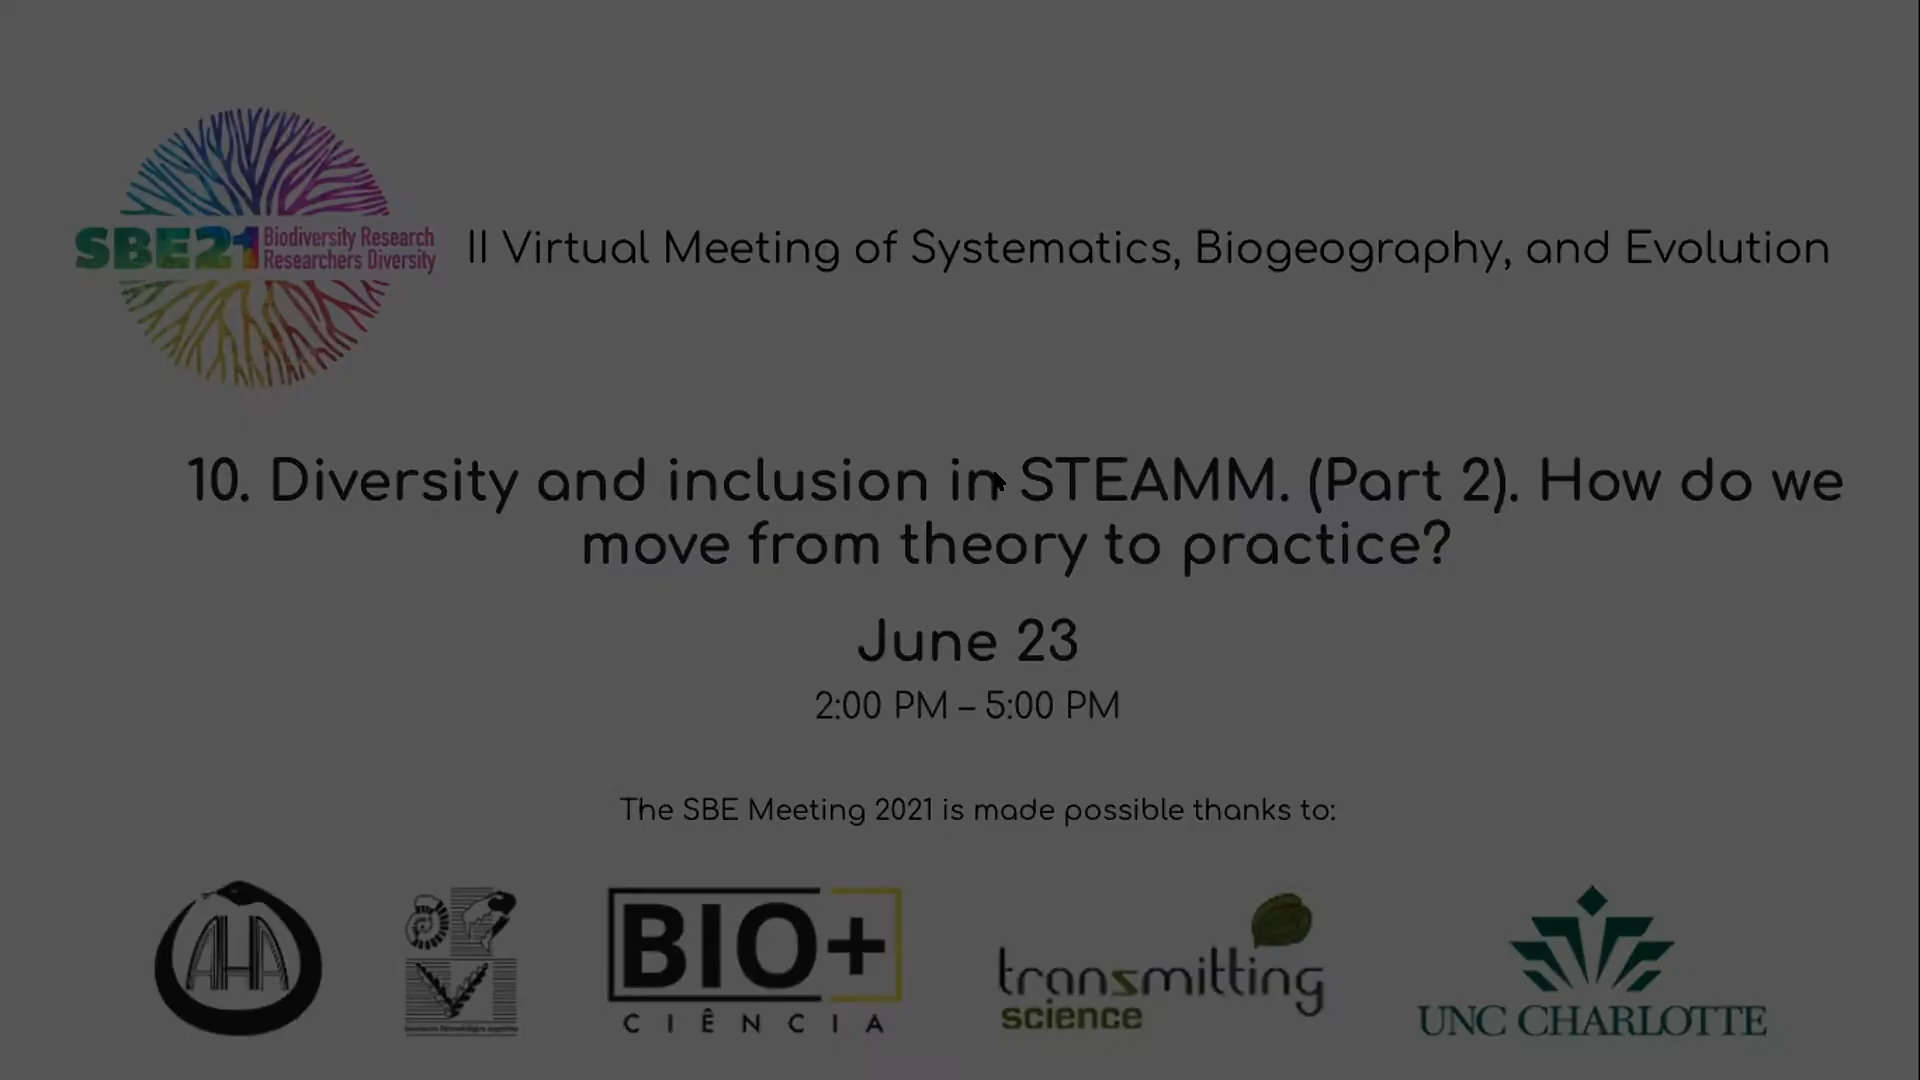 SBE21 Biodiversity Research
Researchers Diversity
II Virtual Meeting of Systematics, Biogeography, and Evolution
10. Diversity and inclusion in STEAMM. (Part 2). How do we
move from theory to practice?
June 23
2:00 PM – 5:00 PM
The SBE Meeting 2021 is made possible thanks to:
AHA
BIO+
CIÊNCIA
transmitting
science
UNC CHARLOTTE